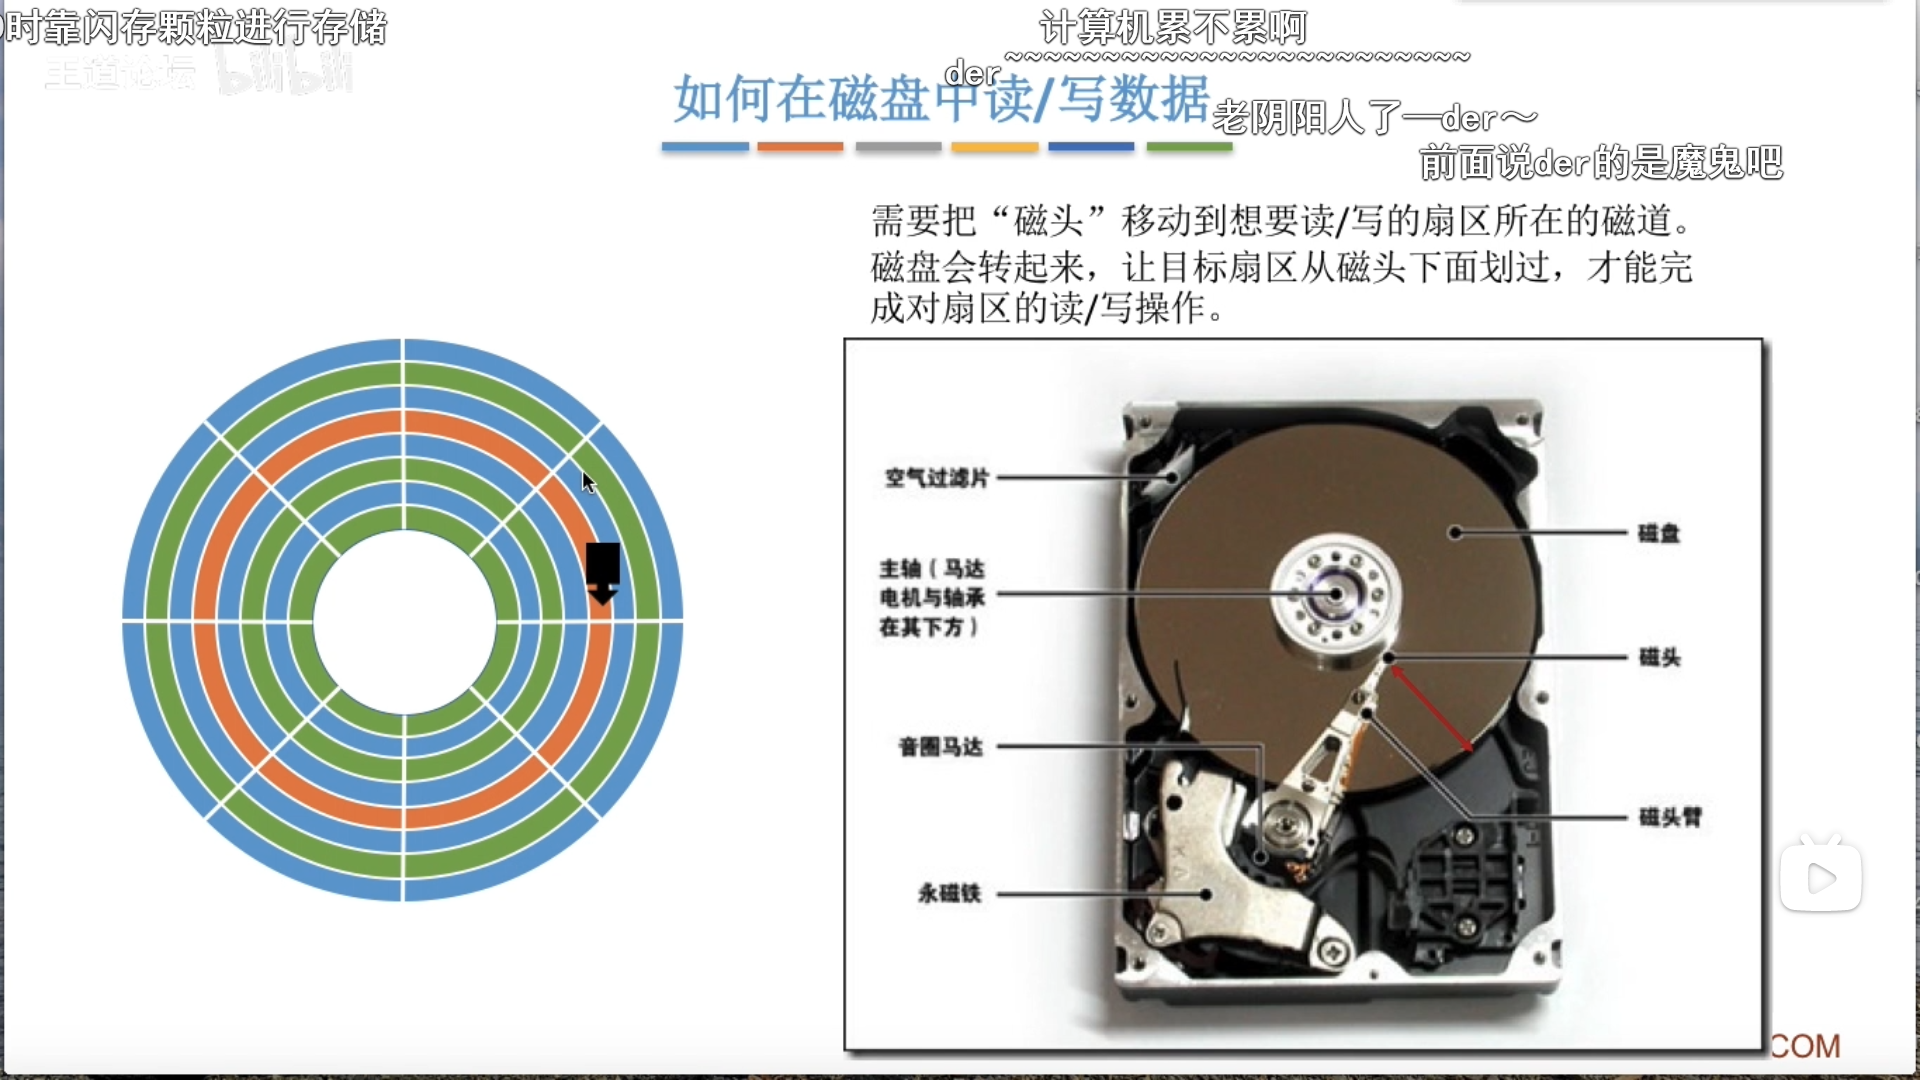 时靠闪存颗粒进行存储
计算机累不累啊
~~~~~~~~~~~~~~~~~~~~~~~~
王道论坛 bilibili
der
如何在磁盘中读/写数据
老阴阳人了一der～
前面说der的是魔鬼吧
需要把“磁头”移动到想要读/写的扇区所在的磁道。
磁盘会转起来，让目标扇区从磁头下面划过，才能完
成对扇区的读/写操作。
空气过滤片
磁盘
主轴（马达
电机与轴承
在其下方）
磁头
音圈马达
磁头臂
永磁铁
COM